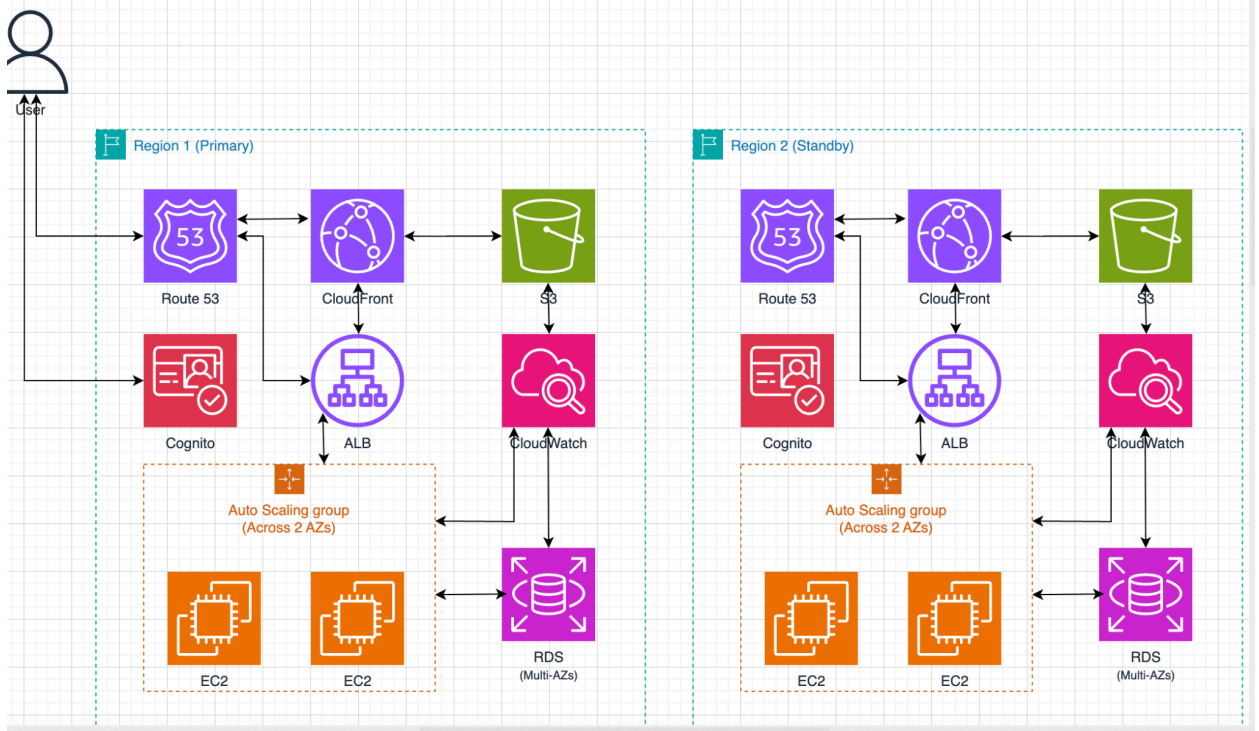 User
Region 1 (Primary)
53
Route 53
CloudFront
S3
Cognito
ALB
CloudWatch
Auto Scaling group
(Across 2 AZs)
EC2
EC2
RDS
(Multi-AZs)
Region 2 (Standby)
53
Route 53
CloudFront
S3
Cognito
ALB
CloudWatch
Auto Scaling group
(Across 2 AZs)
EC2
EC2
RDS
(Multi-AZs)